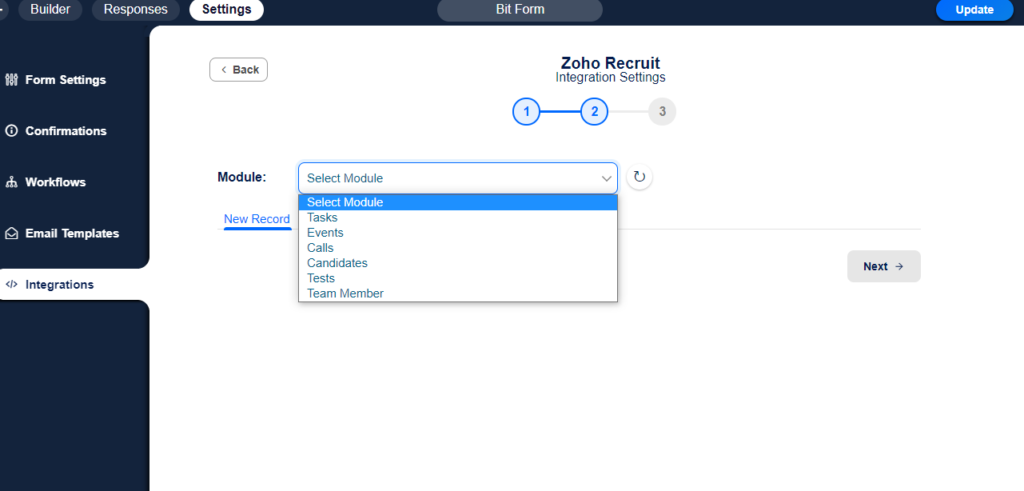 Builder
Responses
Settings
Bit Form
Update
Form Settings
Confirmations
Workflows
Email Templates
Integrations
Back
Zoho Recruit
Integration Settings
1
2
3
Module:
Select Module
Select Module
Tasks
Events
Calls
Candidates
Tests
Team Member
New Record
Next